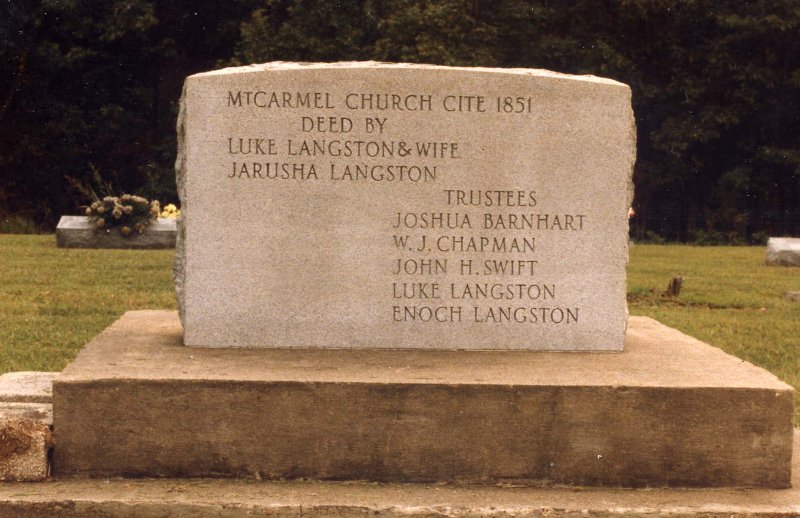 MTCARMEL CHURCH CITE 1851
DEED BY
LUKE LANGSTON & WIFE
JARUSHA LANGSTON
TRUSTEES
JOSHUA BARNHART
W. J. CHAPMAN
JOHN H. SWIFT
LUKE LANGSTON
ENOCH LANGSTON